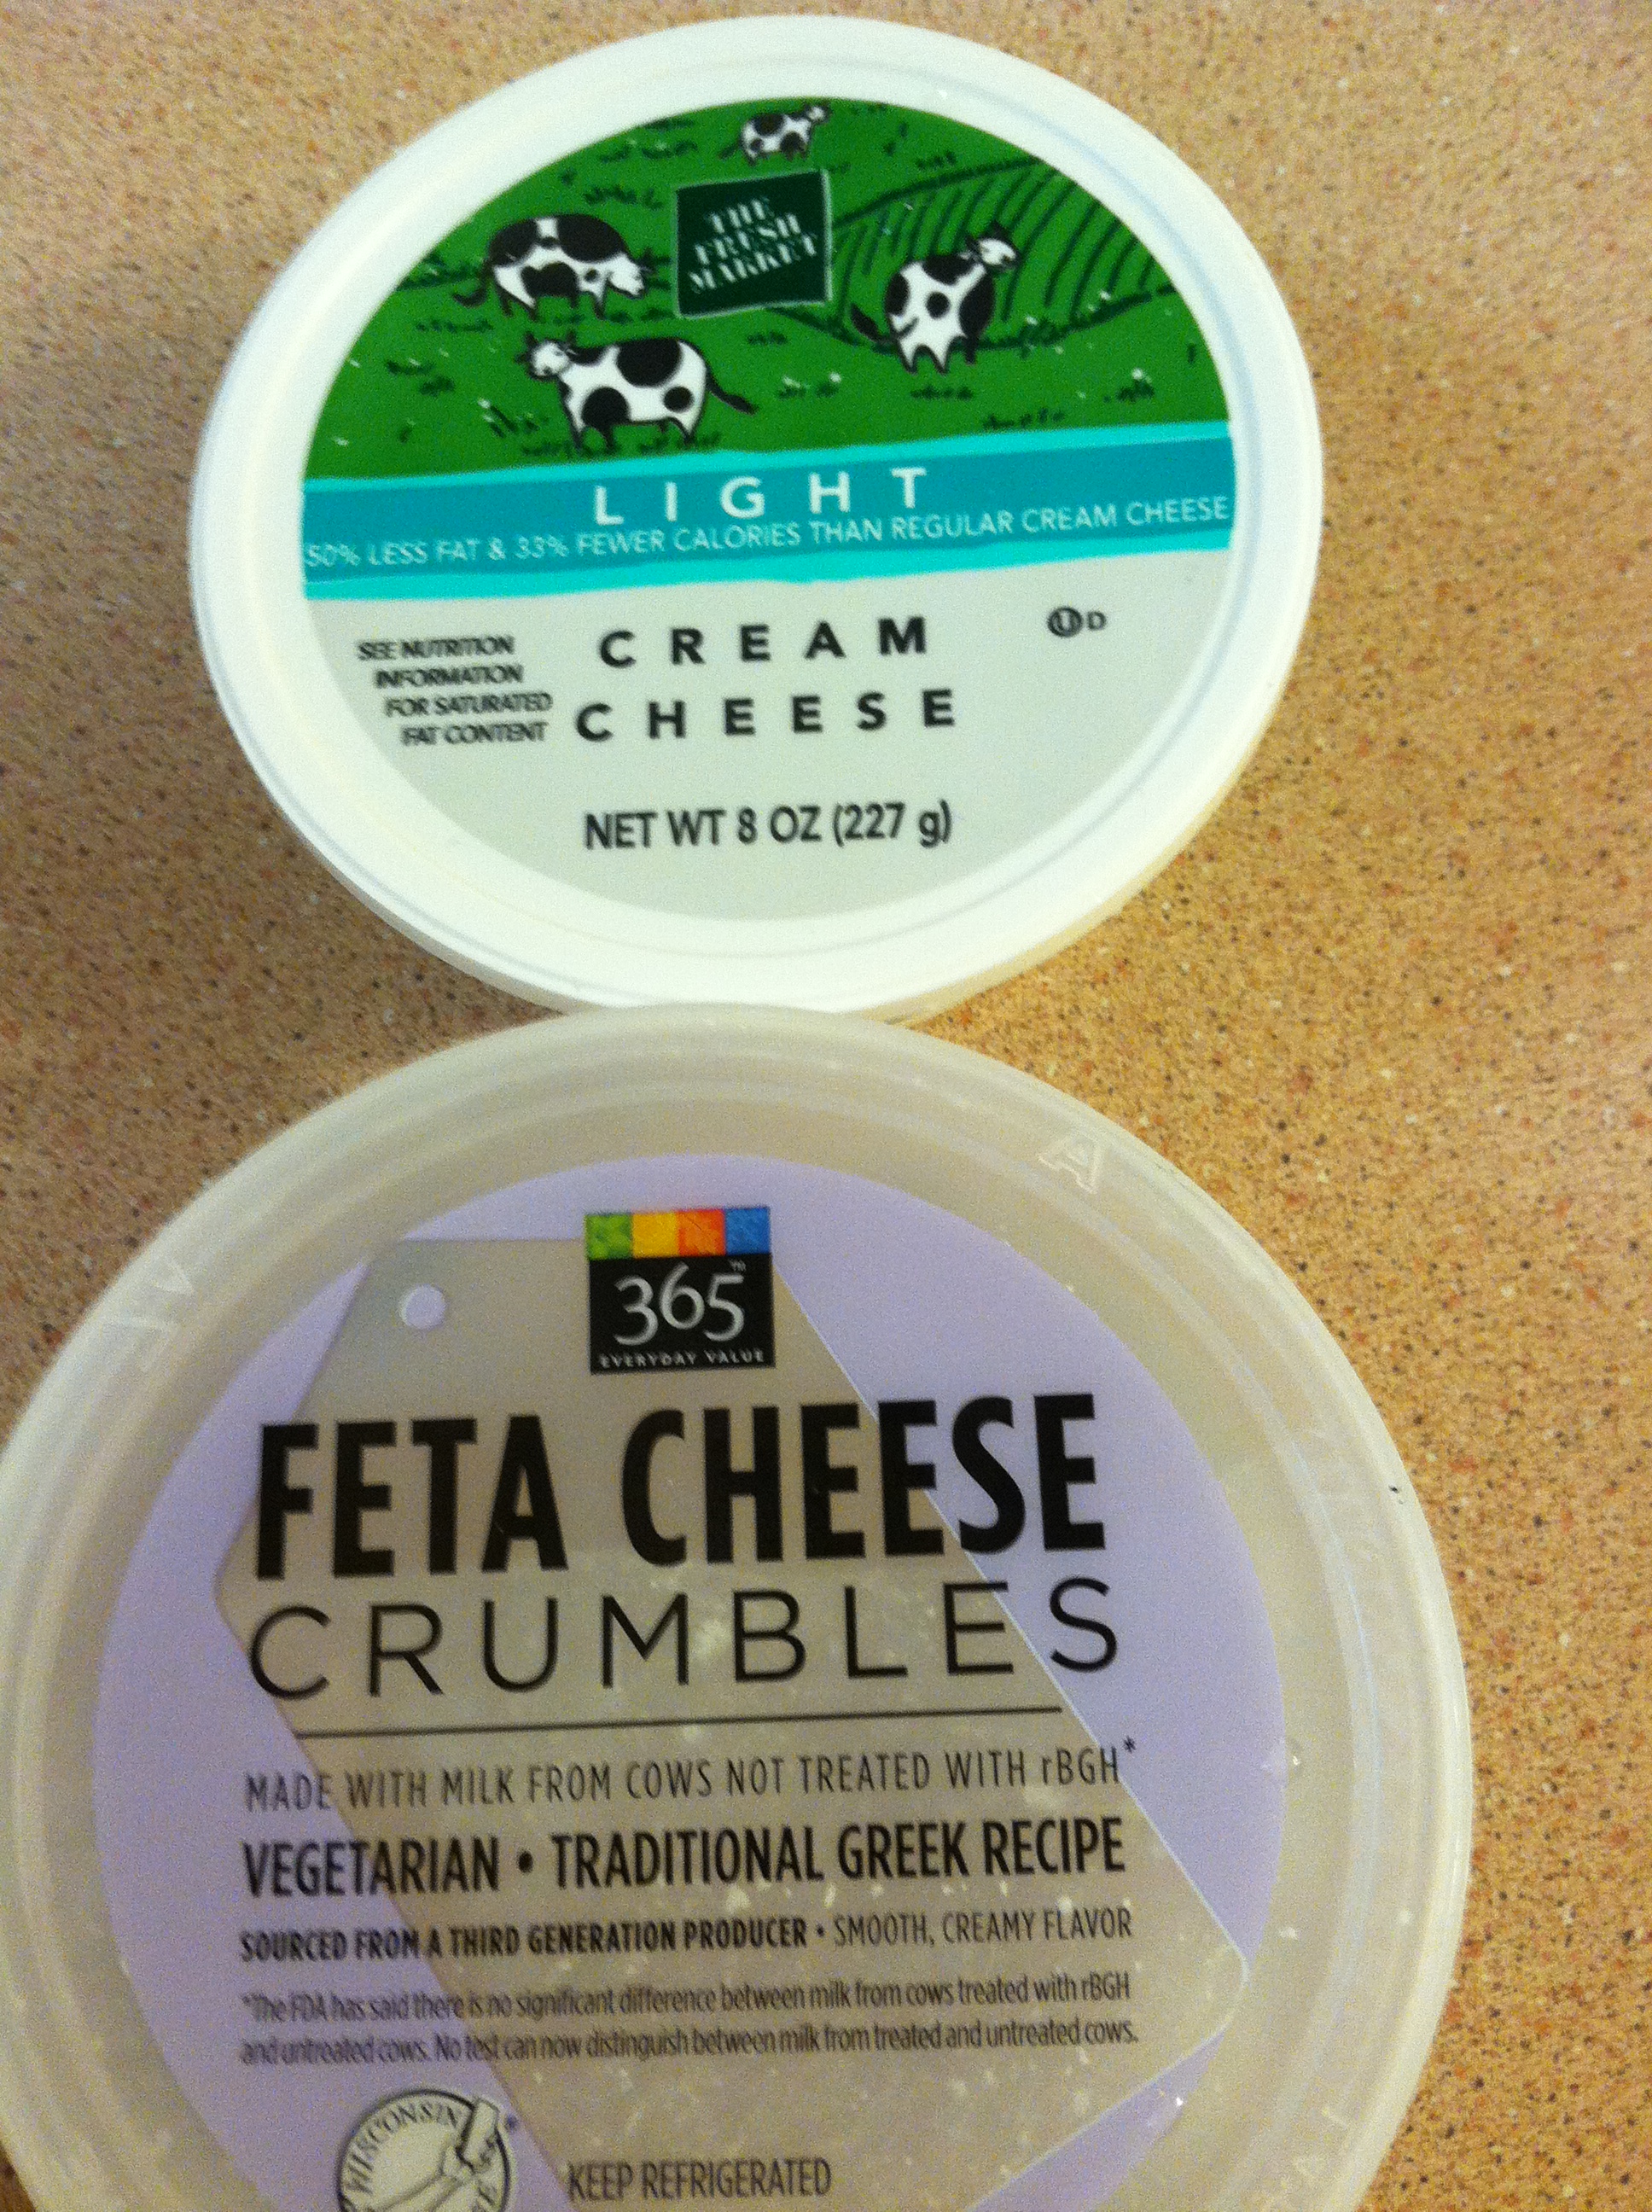 THE
FRESH
MARKET
LIGHT
50% LESS FAT & 33% FEWER CALORIES THAN REGULAR CREAM CHEESE
SEE NUTRITION
INFORMATION
FOR SATURATED
FAT CONTENT
CREAM
CHEESE
U D
NET WT 8 OZ (227 g)
A
365™
EVERYDAY VALUE
FETA CHEESE
CRUMBLES
MADE WITH MILK FROM COWS NOT TREATED WITH rBGH*
VEGETARIAN • TRADITIONAL GREEK RECIPE
SOURCED FROM A THIRD GENERATION PRODUCER • SMOOTH, CREAMY FLAVOR
*The FDA has said there is no significant difference between milk from cows treated with rBGH
and untreated cows. No test can now distinguish between milk from treated and untreated cows.
WISCONSIN
KEEP REFRIGERATED